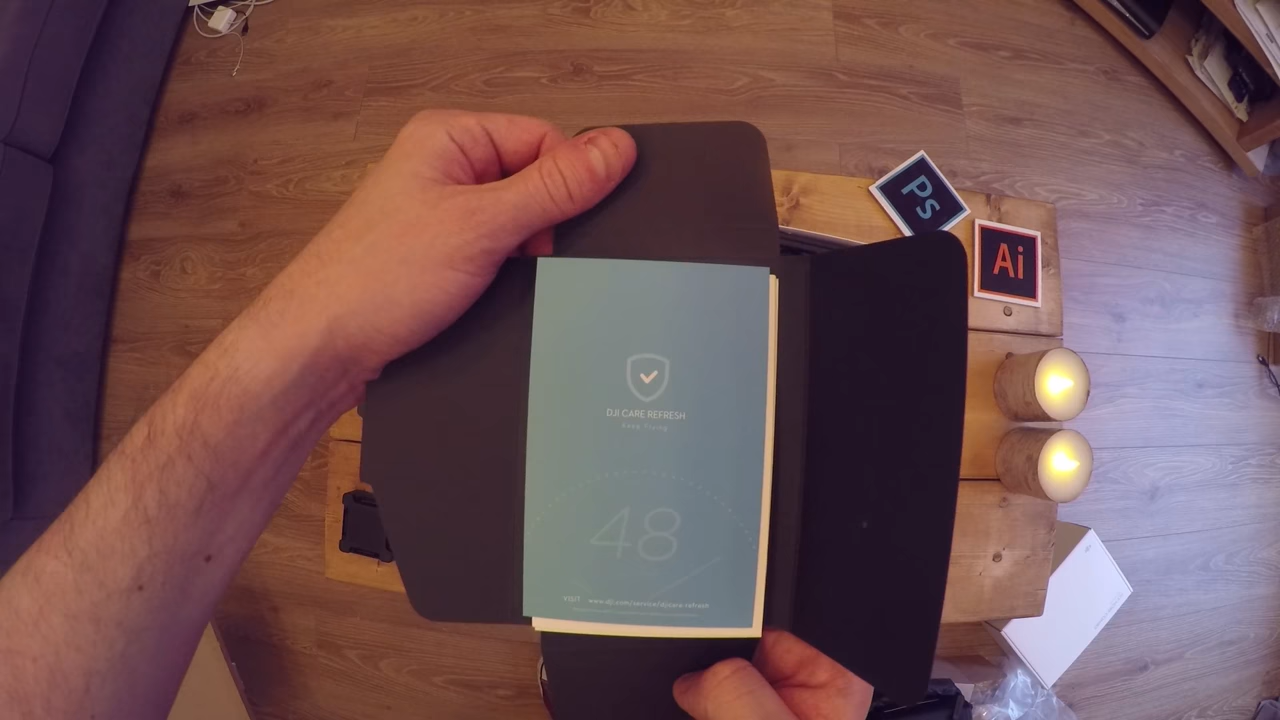 Ps
Ai
DJI CARE REFRESH
Keep flying
48
VISIT www.dji.com/service/djicare-refresh